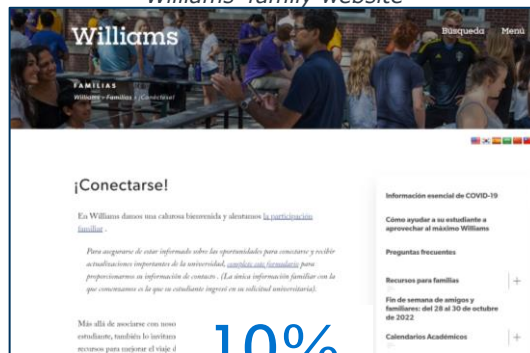 Williams' family website
Williams
Búsqueda Menú
FAMILIAS
Williams » Familias » ¡Conéctese!
¡Conectarse!
En Williams damos una calurosa bienvenida y alentamos la participación
familiar .
Para asegurarse de estar informado sobre las oportunidades para conectarse y recibir
actualizaciones importantes de la universidad, complete este formulario para
proporcionarnos su información de contacto . (La única información familiar con la
que comenzamos es la que su estudiante ingresó en su solicitud universitaria).
Más allá de asociarse con noso
estudiante, también lo invitamo
recursos para mejorar el viaje d
10%
Información esencial de COVID-19
Cómo ayudar a su estudiante a
aprovechar al máximo Williams
Preguntas frecuentes
Recursos para familias
Fin de semana de amigos y
familiares: del 28 al 30 de octubre
de 2022
Calendarios Académicos